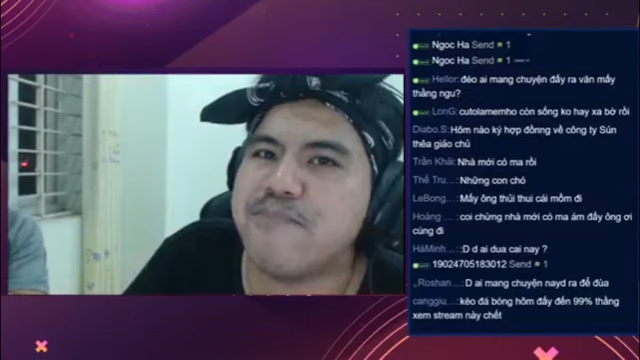 Ngoc Ha Send 1
Ngoc Ha Send 1
Hellor: đéo ai mang chuyện đấy ra văn mấy
thằng ngu?
LonG: cutolamemho còn sống ko hay xa bờ rồi
Diabo.S: Hôm nào ký hợp đồnng về công ty Sún
thêa giáo chủ
Trần Khải: Nhà mới có ma rồi
Thế Tru...: Những con chó
LeBong...: Mấy ông thủi thui cái mồm đi
Hoàng ...: coi chừng nhà mới có ma ám đấy ông ơi
cúng đi
HàMinh...: D d ai dua cai nay ?
19024705183012 Send 1
Roshan...: D ai mang chuyện nayd ra để đùa
canggiu...: kèo đá bóng hôm đấy đến 99% thằng
xem stream này chết